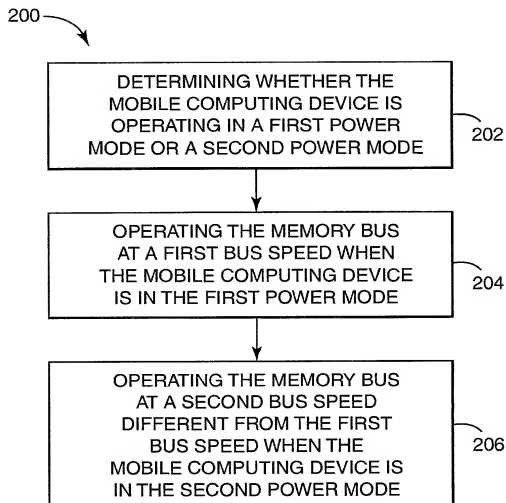 200
DETERMINING WHETHER THE
MOBILE COMPUTING DEVICE IS
OPERATING IN A FIRST POWER
MODE OR A SECOND POWER MODE
202
OPERATING THE MEMORY BUS
AT A FIRST BUS SPEED WHEN
THE MOBILE COMPUTING DEVICE
IS IN THE FIRST POWER MODE
204
OPERATING THE MEMORY BUS
AT A SECOND BUS SPEED
DIFFERENT FROM THE FIRST
BUS SPEED WHEN THE
MOBILE COMPUTING DEVICE IS
IN THE SECOND POWER MODE
206